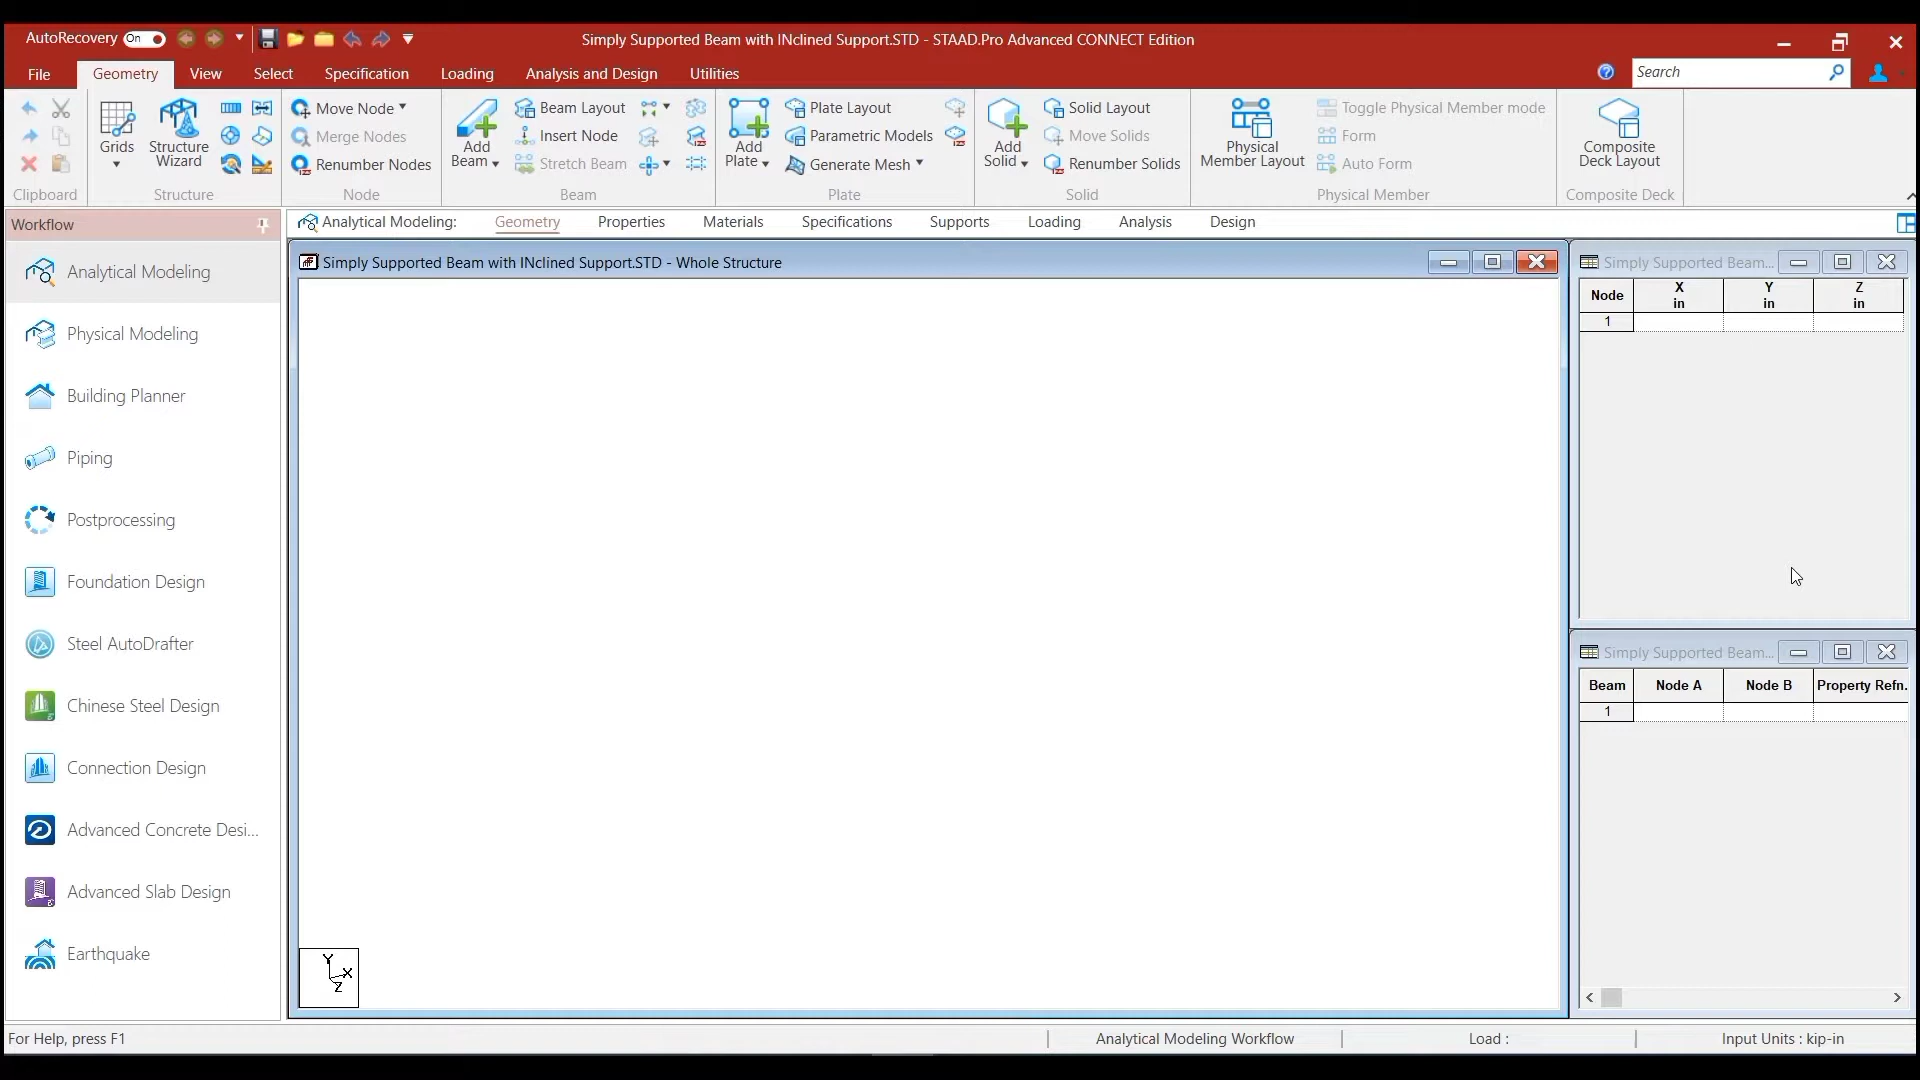 AutoRecovery On
Simply Supported Beam with INclined Support.STD - STAAD.Pro Advanced CONNECT Edition
File Geometry View Select Specification Loading Analysis and Design Utilities
Search
Clipboard
Grids
Structure Wizard
Structure
Move Node
Merge Nodes
Renumber Nodes
Node
Add Beam
Beam Layout
Insert Node
Stretch Beam
Beam
Add Plate
Plate Layout
Parametric Models
Generate Mesh
Plate
Add Solid
Solid Layout
Move Solids
Renumber Solids
Solid
Physical Member Layout
Toggle Physical Member mode
Form
Auto Form
Physical Member
Composite Deck Layout
Composite Deck
Workflow
Analytical Modeling
Physical Modeling
Building Planner
Piping
Postprocessing
Foundation Design
Steel AutoDrafter
Chinese Steel Design
Connection Design
Advanced Concrete Desi...
Advanced Slab Design
Earthquake
Analytical Modeling: Geometry Properties Materials Specifications Supports Loading Analysis Design
Simply Supported Beam with INclined Support.STD - Whole Structure
Y
X
Z
Simply Supported Beam...
Node X in Y in Z in
1
Simply Supported Beam...
Beam Node A Node B Property Refn.
1
For Help, press F1
Analytical Modeling Workflow
Load :
Input Units : kip-in